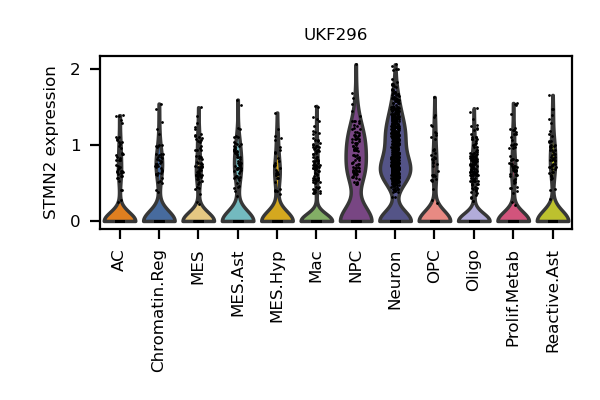 UKF296
STMN2 expression
2
1
0
AC
Chromatin.Reg
MES
MES.Ast
MES.Hyp
Mac
NPC
Neuron
OPC
Oligo
Prolif.Metab
Reactive.Ast